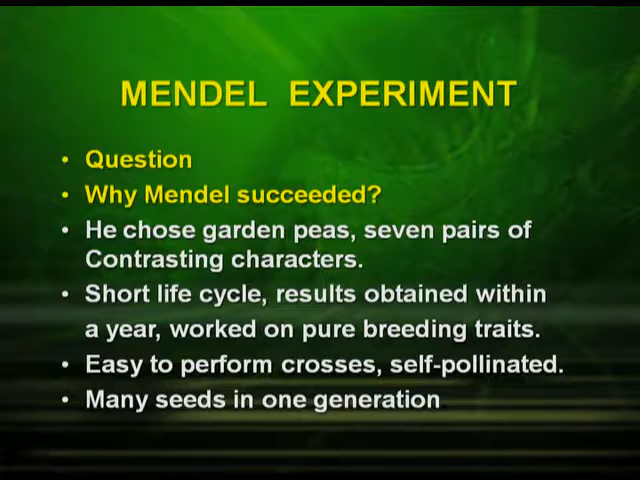 MENDEL EXPERIMENT
• Question
• Why Mendel succeeded?
• He chose garden peas, seven pairs of
Contrasting characters.
• Short life cycle, results obtained within
a year, worked on pure breeding traits.
• Easy to perform crosses, self-pollinated.
• Many seeds in one generation